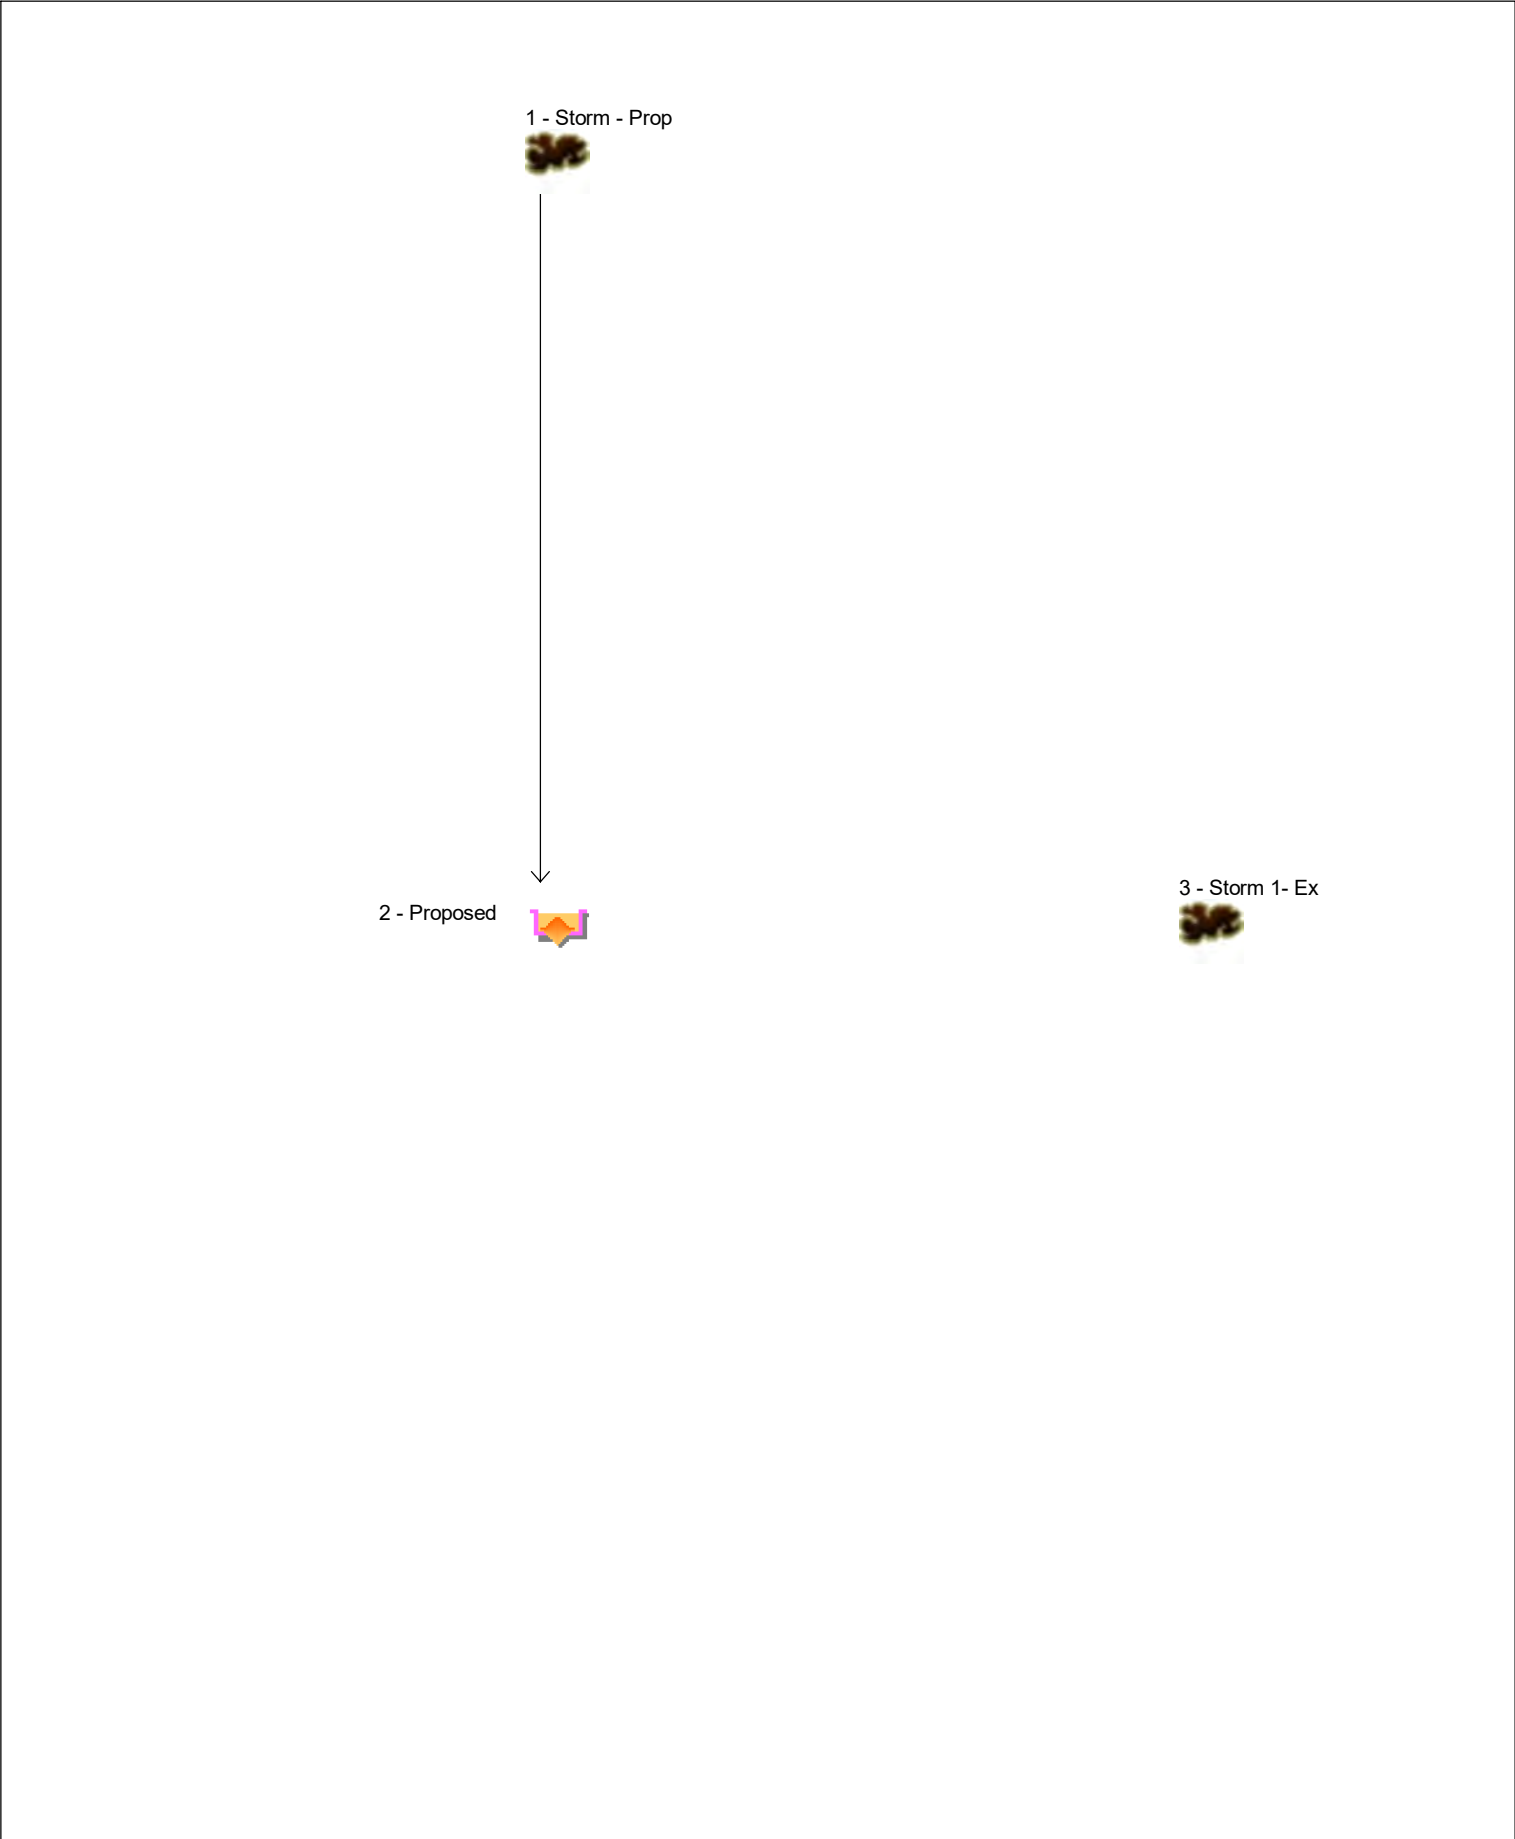 1 - Storm - Prop
2 - Proposed
3 - Storm 1- Ex